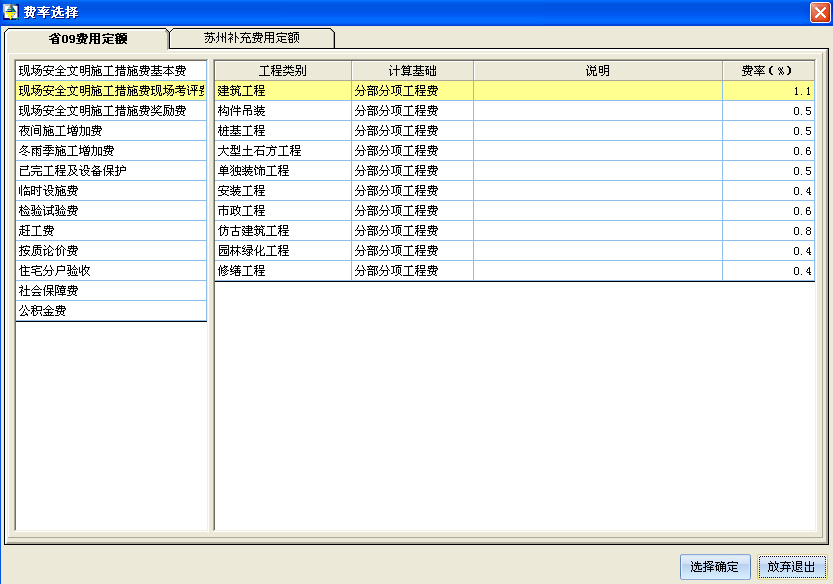 费率选择
省09费用定额 苏州补充费用定额
现场安全文明施工措施费基本费
现场安全文明施工措施费现场考评费
现场安全文明施工措施费奖励费
夜间施工增加费
冬雨季施工增加费
已完工程及设备保护
临时设施费
检验试验费
赶工费
按质论价费
住宅分户验收
社会保障费
公积金费
工程类别 计算基础 说明 费率(%)
建筑工程 分部分项工程费 1.1
构件吊装 分部分项工程费 0.5
桩基工程 分部分项工程费 0.5
大型土石方工程 分部分项工程费 0.6
单独装饰工程 分部分项工程费 0.5
安装工程 分部分项工程费 0.4
市政工程 分部分项工程费 0.6
仿古建筑工程 分部分项工程费 0.8
园林绿化工程 分部分项工程费 0.4
修缮工程 分部分项工程费 0.4
选择确定 放弃退出